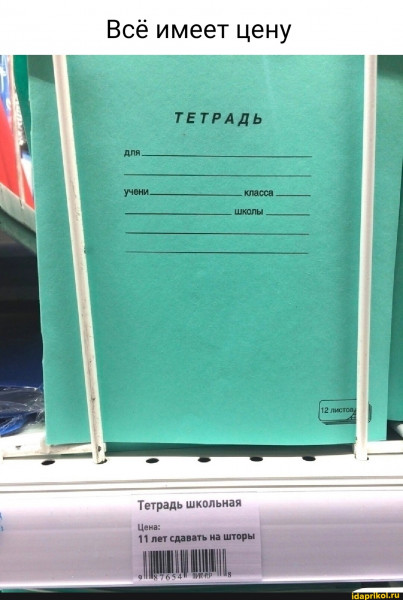 Всё имеет цену
ТЕТРАДЬ
для
учени класса
школы
12 листов
Тетрадь школьная
Цена:
11 лет сдавать на шторы
idaprikol.ru